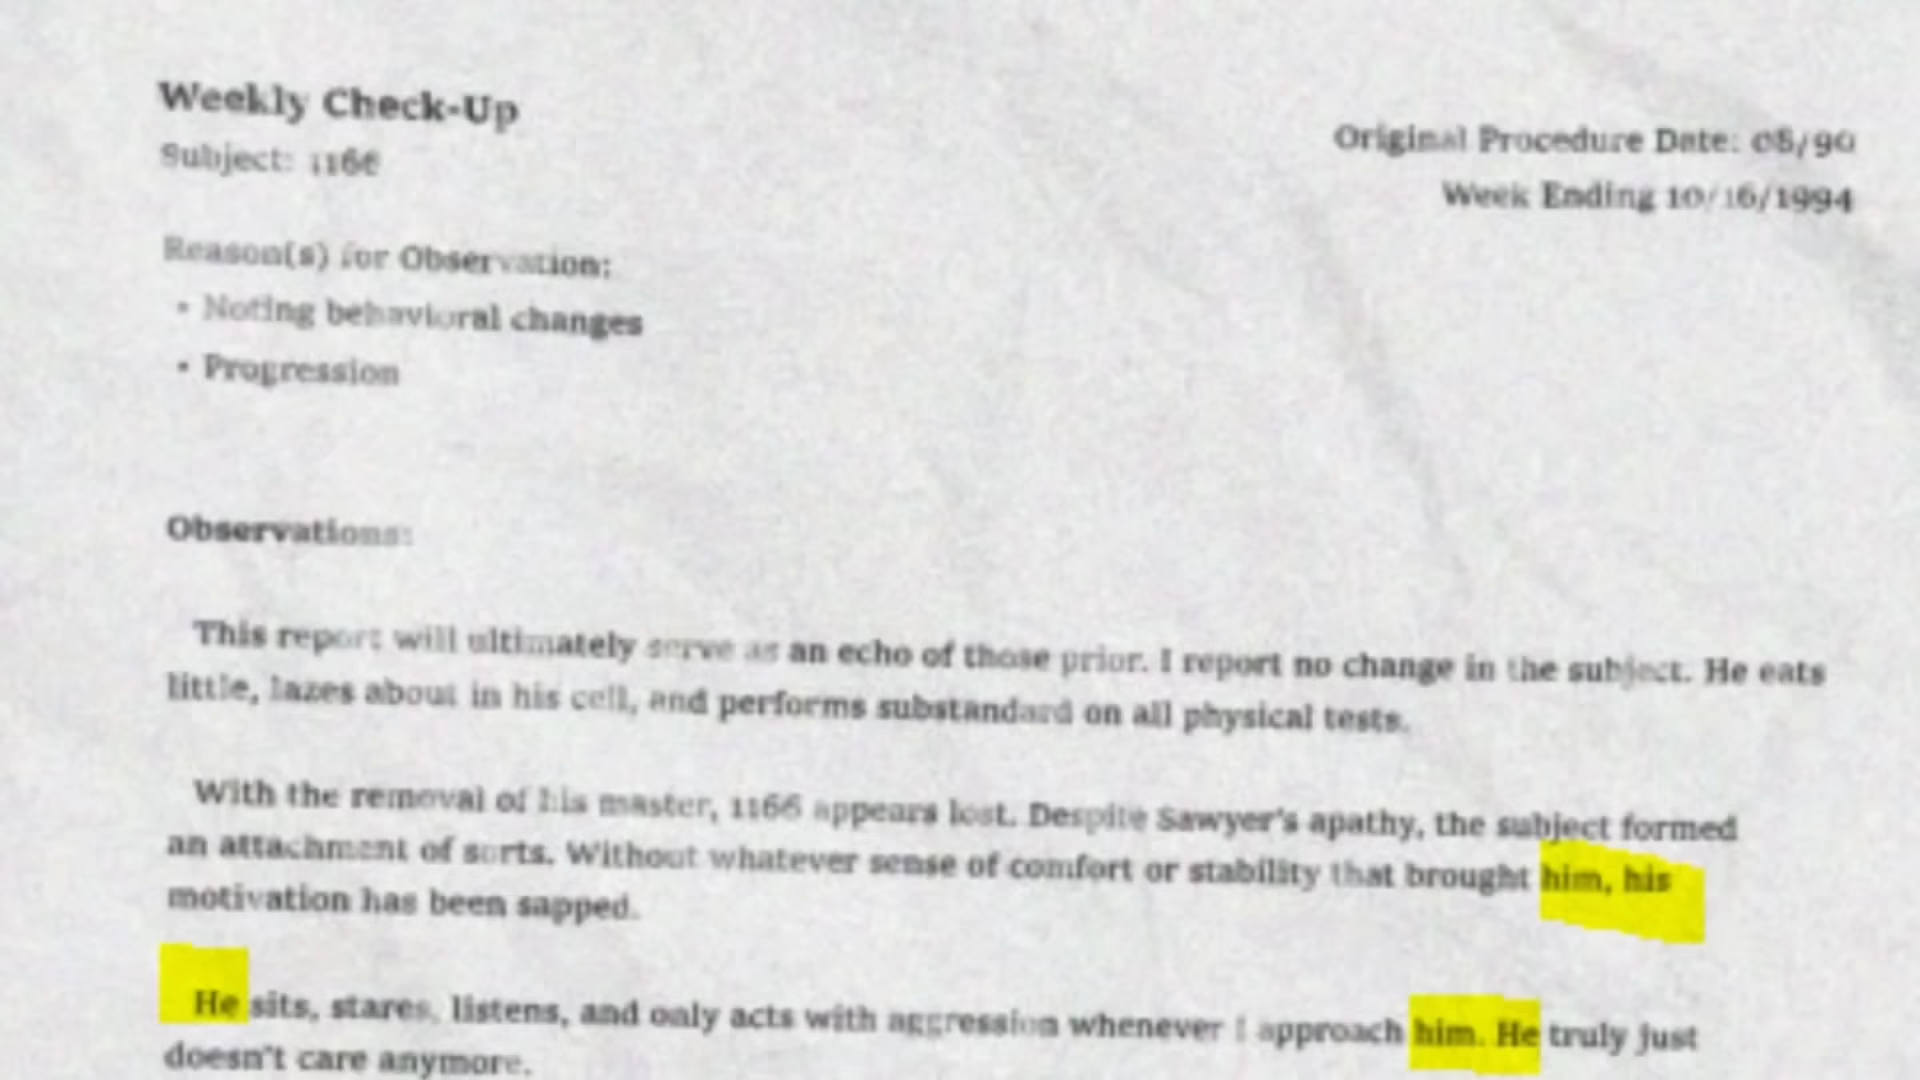 Weekly Check-Up
Subject: 1166
Original Procedure Date: 08/90
Week Ending 10/16/1994
Reason(s) for Observation:
• Noting behavioral changes
• Progression
Observations:
This report will ultimately serve as an echo of those prior. I report no change in the subject. He eats
little, lazes about in his cell, and performs substandard on all physical tests.
With the removal of his master, 1166 appears lost. Despite Sawyer's apathy, the subject formed
an attachment of sorts. Without whatever sense of comfort or stability that brought him, his
motivation has been sapped.
He sits, stares, listens, and only acts with aggression whenever I approach him. He truly just
doesn't care anymore.